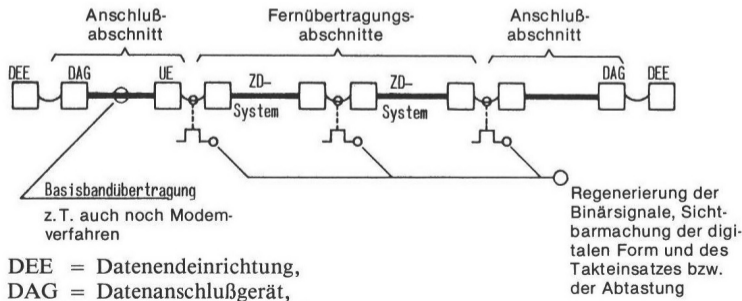 Anschluß-
abschnitt
Fernübertragungs-
abschnitte
Anschluß-
abschnitt
DEE DAG UE ZD- ZD- DAG DEE
System System
Basisbandübertragung
z.T. auch noch Modem-
verfahren
Regenerierung der
Binärsignale, Sicht-
barmachung der digi-
talen Form und des
Takteinsatzes bzw.
der Abtastung
DEE = Datenendeinrichtung,
DAG = Datenanschlußgerät,